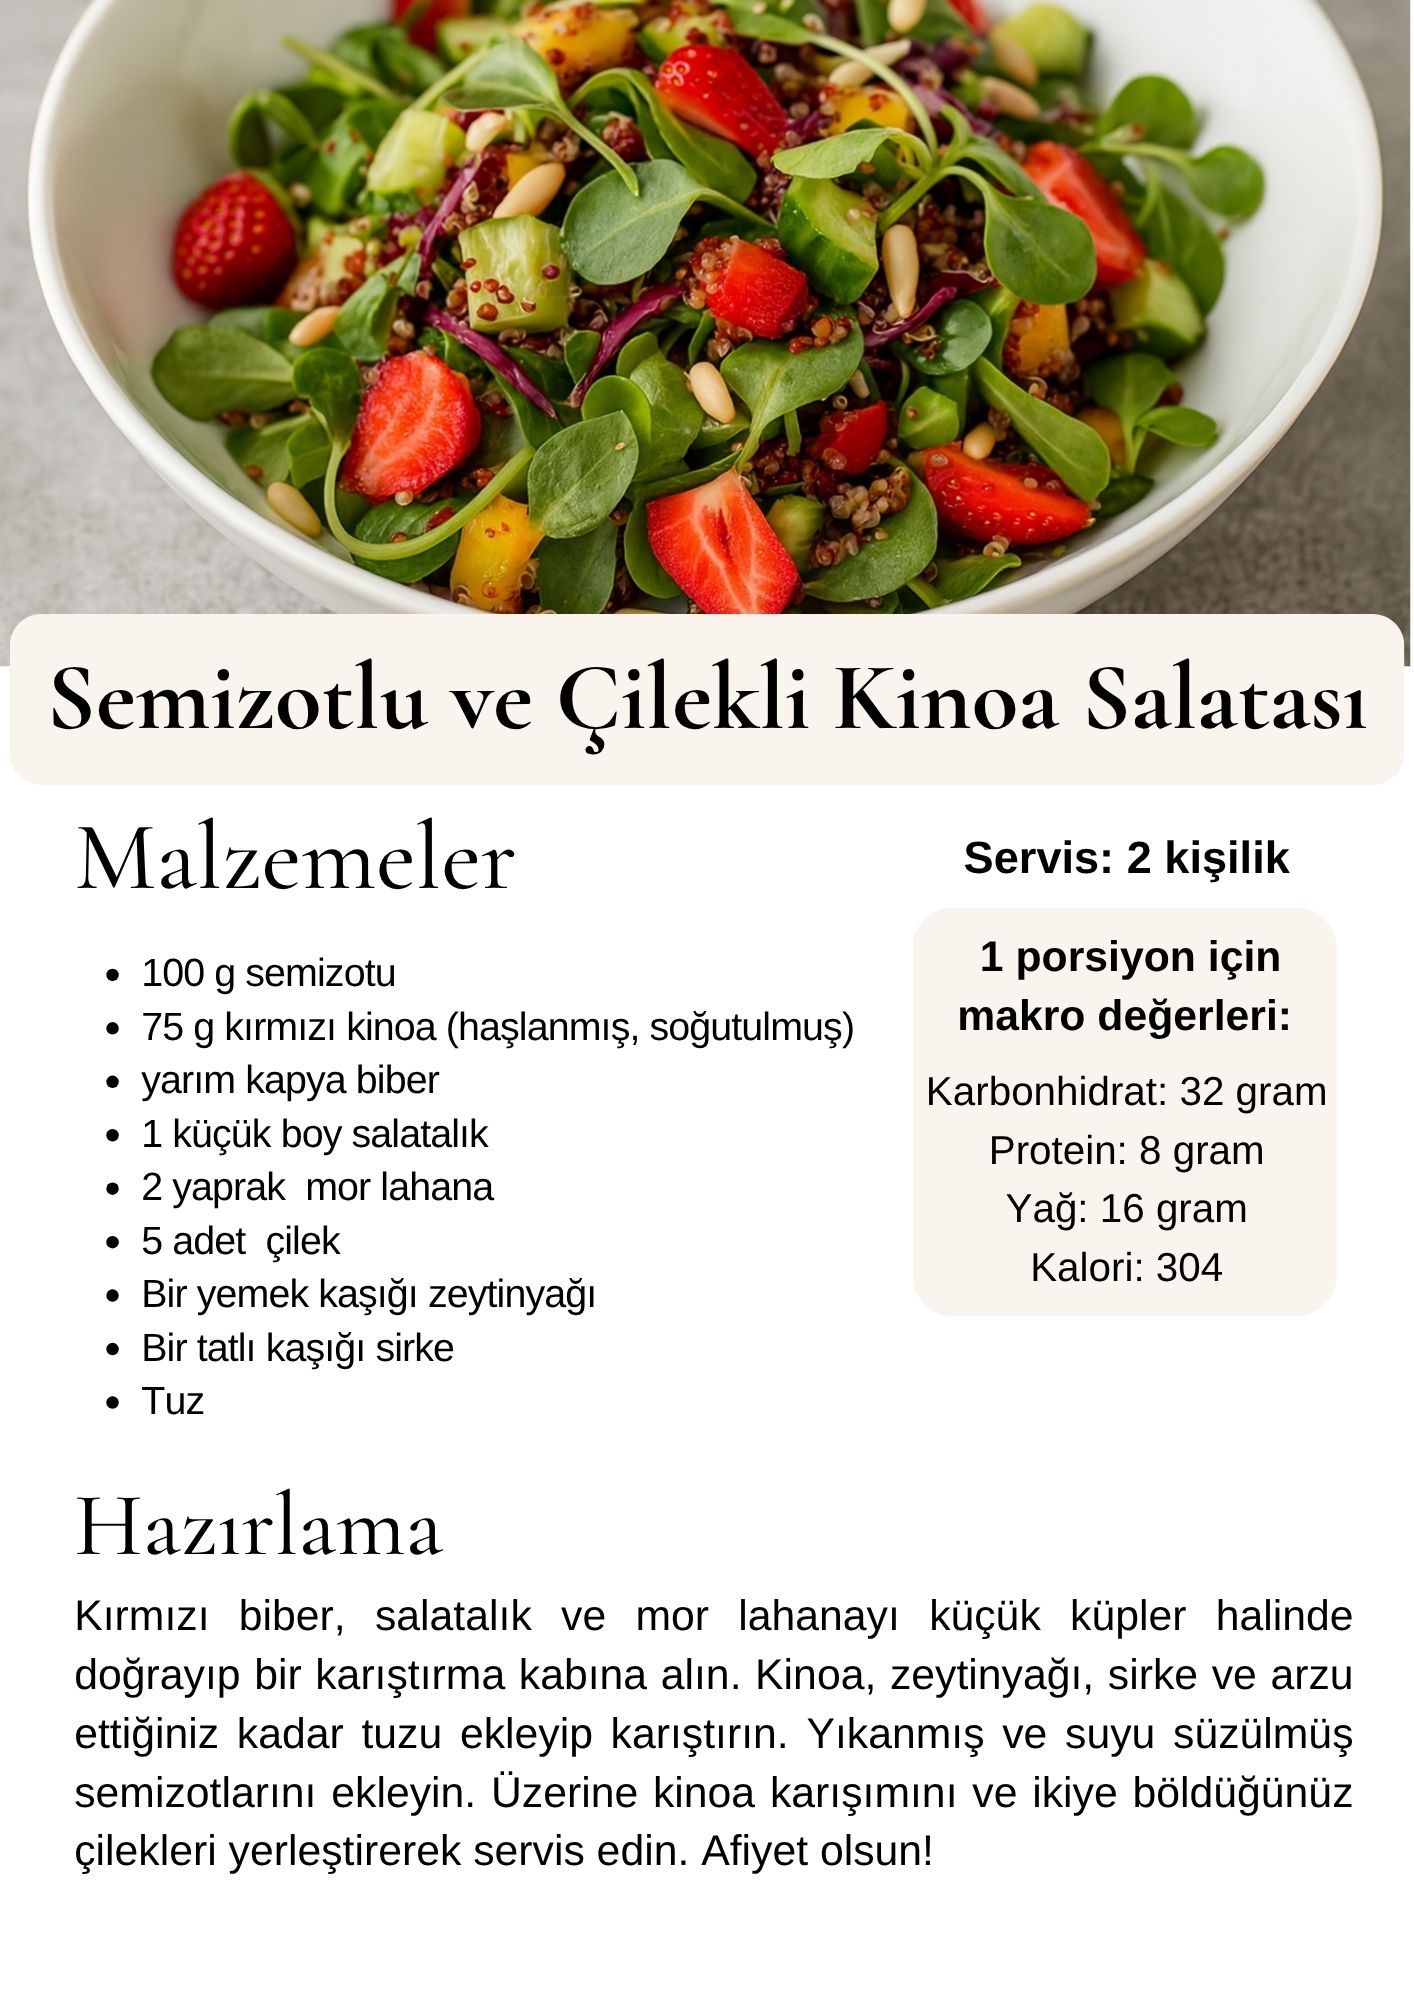 Semizotlu ve Çilekli Kinoa Salatası
Malzemeler
100 g semizotu
75 g kırmızı kinoa (haşlanmış, soğutulmuş)
yarım kapya biber
1 küçük boy salatalık
2 yaprak  mor lahana
5 adet  çilek
Bir yemek kaşığı zeytinyağı
Bir tatlı kaşığı sirke
Tuz
Servis: 2 kişilik
1 porsiyon için
makro değerleri:
Karbonhidrat: 32 gram
Protein: 8 gram
Yağ: 16 gram
Kalori: 304
Hazırlama
Kırmızı biber, salatalık ve mor lahanayı küçük küpler halinde
doğrayıp bir karıştırma kabına alın. Kinoa, zeytinyağı, sirke ve arzu
ettiğiniz kadar tuzu ekleyip karıştırın. Yıkanmış ve suyu süzülmüş
semizotlarını ekleyin. Üzerine kinoa karışımını ve ikiye böldüğünüz
çilekleri yerleştirerek servis edin. Afiyet olsun!